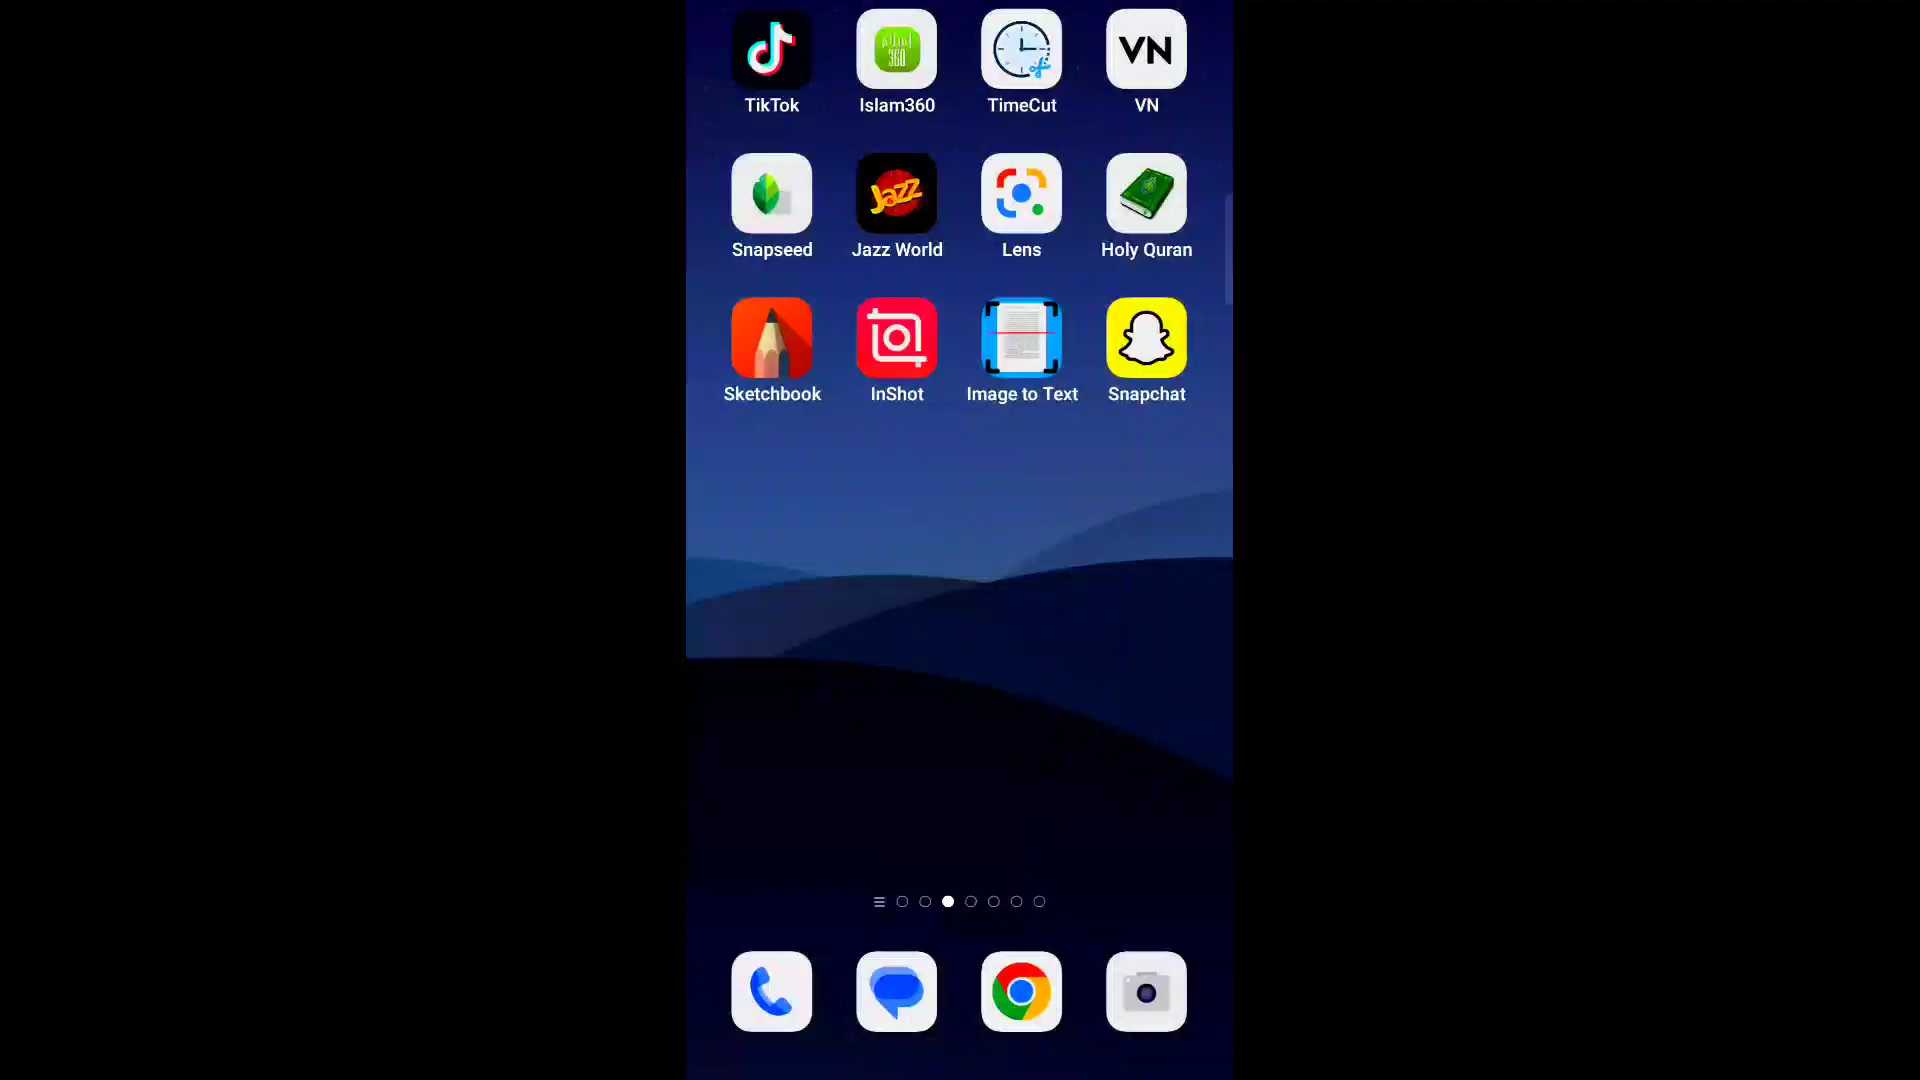 TikTok Islam360 TimeCut VN
Snapseed Jazz World Lens Holy Quran
Sketchbook InShot Image to Text Snapchat